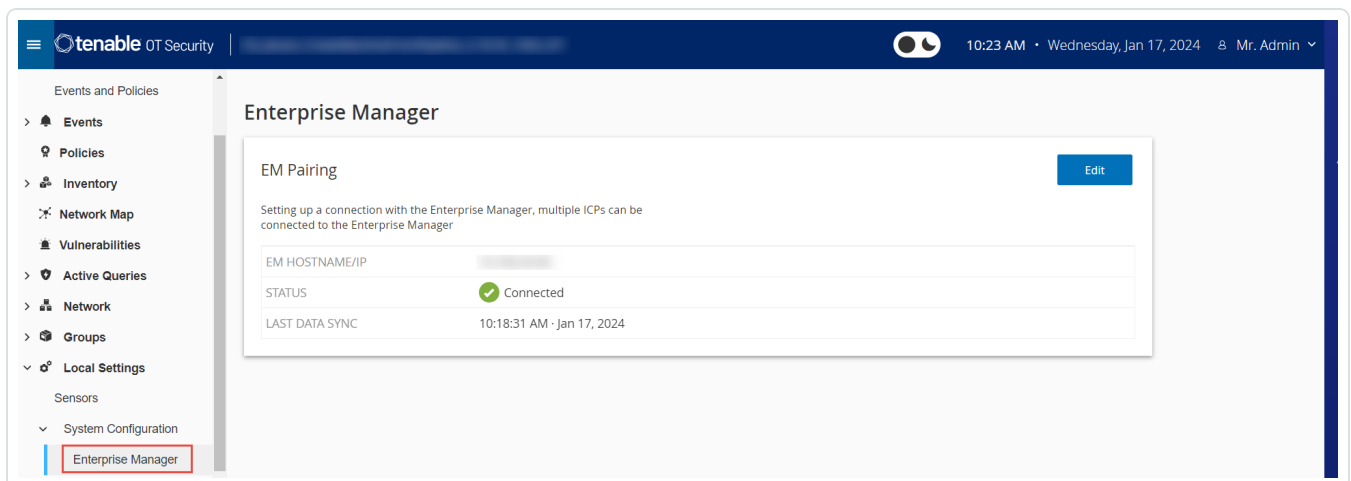 tenable OT Security
10:23 AM • Wednesday, Jan 17, 2024 Mr. Admin
Events and Policies
Events
Policies
Inventory
Network Map
Vulnerabilities
Active Queries
Network
Groups
Local Settings
Sensors
System Configuration
Enterprise Manager
Enterprise Manager
EM Pairing
Edit
Setting up a connection with the Enterprise Manager, multiple ICPs can be
connected to the Enterprise Manager
EM HOSTNAME/IP
STATUS Connected
LAST DATA SYNC 10:18:31 AM · Jan 17, 2024